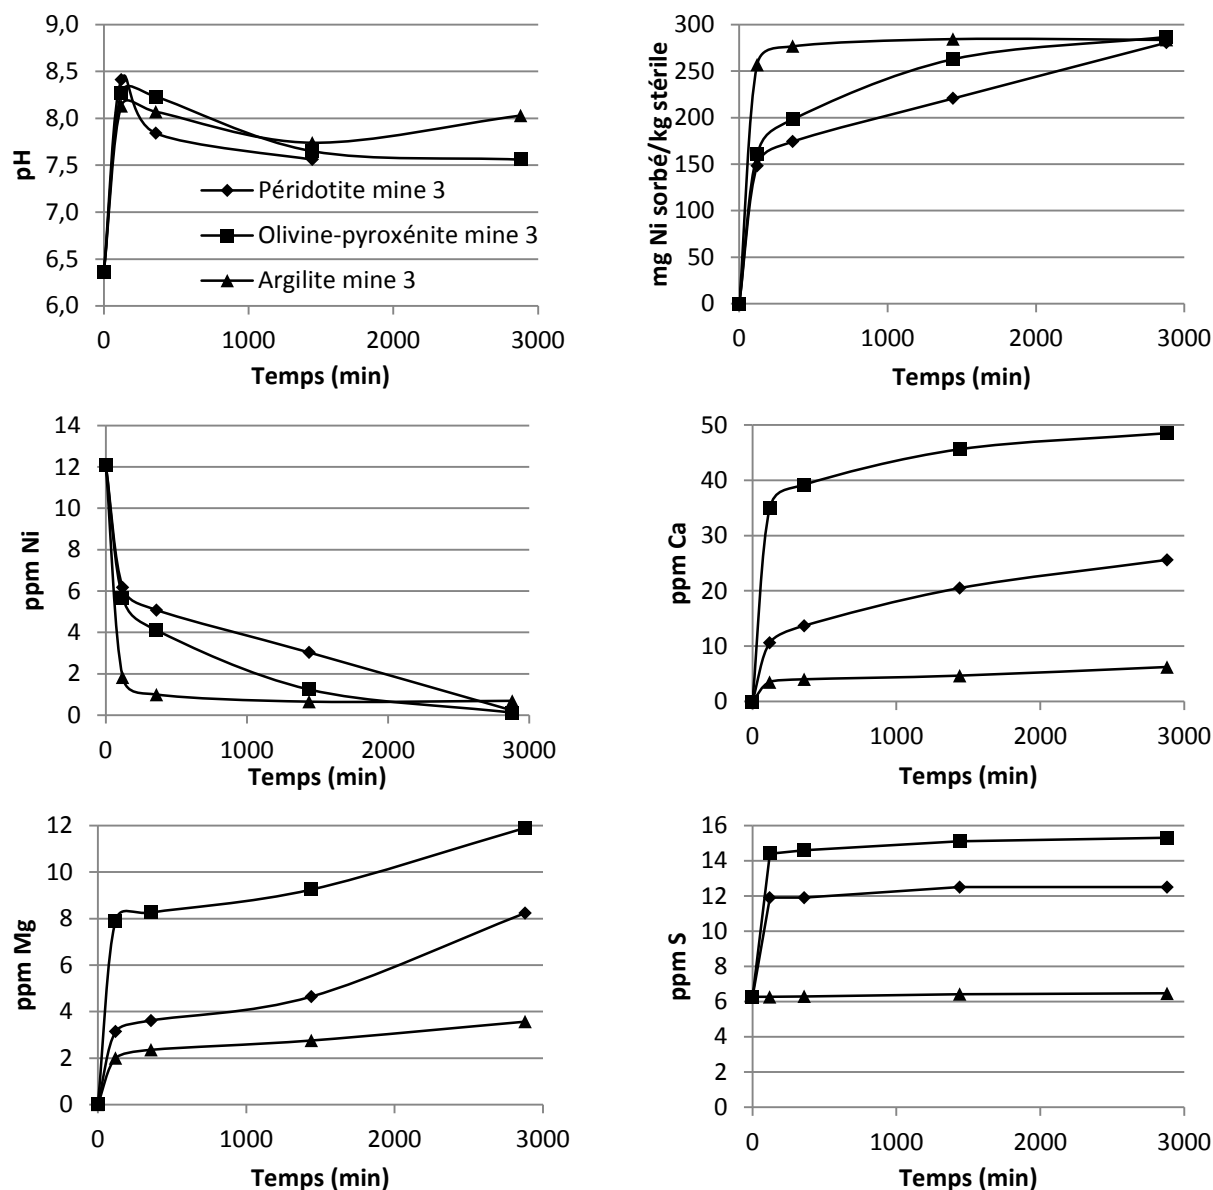 9,0
8,5
8,0
7,5
7,0
6,5
6,0
pH
Péridotite mine 3
Olivine-pyroxénite mine 3
Argilite mine 3
0 1000 2000 3000
Temps (min)
300
250
200
150
100
50
0
mg Ni sorbé/kg stérile
0 1000 2000 3000
Temps (min)
14
12
10
8
6
4
2
0
ppm Ni
0 1000 2000 3000
Temps (min)
50
40
30
20
10
0
ppm Ca
0 1000 2000 3000
Temps (min)
12
10
8
6
4
2
0
ppm Mg
0 1000 2000 3000
Temps (min)
16
14
12
10
8
6
4
2
0
ppm S
0 1000 2000 3000
Temps (min)